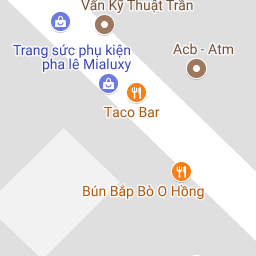 Văn Kỹ Thuật Trần
Trang sức phụ kiện
pha lê Mialuxy
Acb - Atm
Taco Bar
Bún Bắp Bò O Hồng